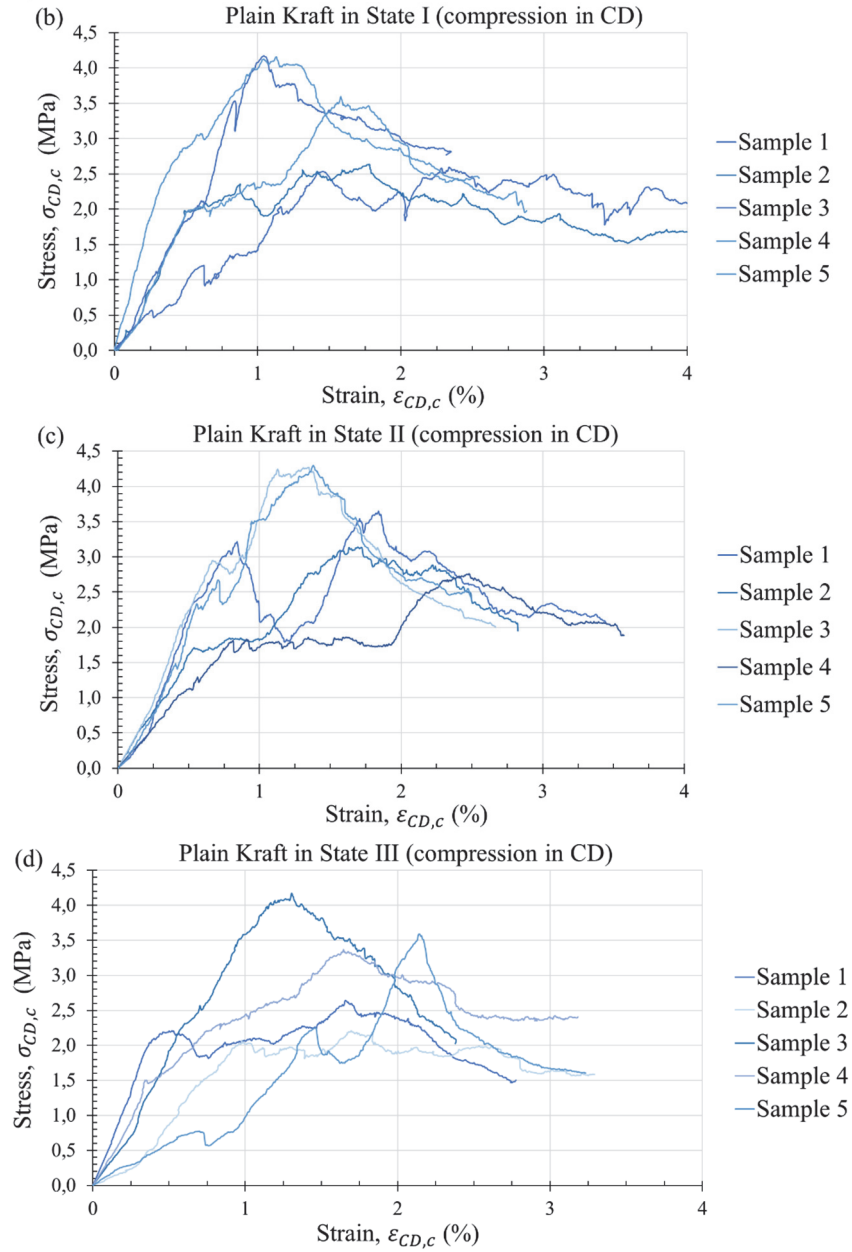 (b)
Plain Kraft in State I (compression in CD)
4,5
4,0
3,5
3,0
2,5
2,0
1,5
1,0
0,5
0,0
Stress, σCD,c (MPa)
0
1
2
3
4
Strain, εCD,c (%)
Sample 1
Sample 2
Sample 3
Sample 4
Sample 5
(c)
Plain Kraft in State II (compression in CD)
4,5
4,0
3,5
3,0
2,5
2,0
1,5
1,0
0,5
0,0
Stress, σCD,c (MPa)
0
1
2
3
4
Strain, εCD,c (%)
Sample 1
Sample 2
Sample 3
Sample 4
Sample 5
(d)
Plain Kraft in State III (compression in CD)
4,5
4,0
3,5
3,0
2,5
2,0
1,5
1,0
0,5
0,0
Stress, σCD,c (MPa)
0
1
2
3
4
Strain, εCD,c (%)
Sample 1
Sample 2
Sample 3
Sample 4
Sample 5